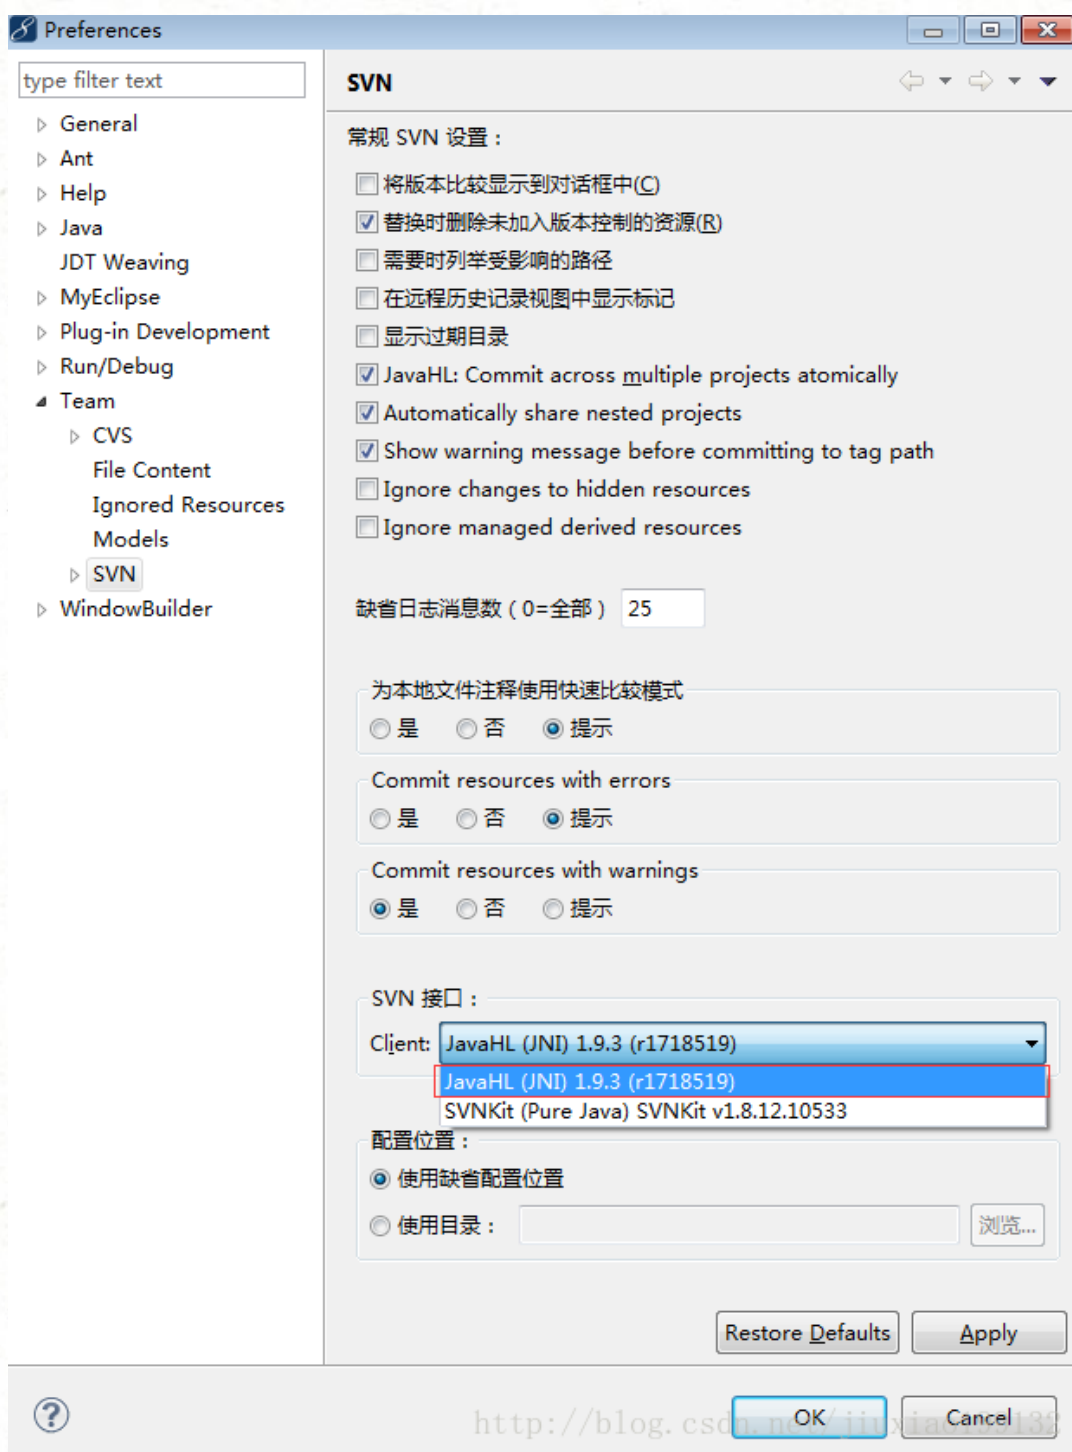 Preferences
type filter text
General
Ant
Help
Java
JDT Weaving
MyEclipse
Plug-in Development
Run/Debug
Team
CVS
File Content
Ignored Resources
Models
SVN
WindowBuilder
SVN
常规 SVN 设置：
将版本比较显示到对话框中(C)
替换时删除未加入版本控制的资源(R)
需要时列举受影响的路径
在远程历史记录视图中显示标记
显示过期目录
JavaHL: Commit across multiple projects atomically
Automatically share nested projects
Show warning message before committing to tag path
Ignore changes to hidden resources
Ignore managed derived resources
缺省日志消息数（0=全部） 25
为本地文件注释使用快速比较模式
是 否 提示
Commit resources with errors
是 否 提示
Commit resources with warnings
是 否 提示
SVN 接口：
Client: JavaHL (JNI) 1.9.3 (r1718519)
JavaHL (JNI) 1.9.3 (r1718519)
SVNKit (Pure Java) SVNKit v1.8.12.10533
配置位置：
使用缺省配置位置
使用目录： 浏览...
Restore Defaults Apply
OK Cancel